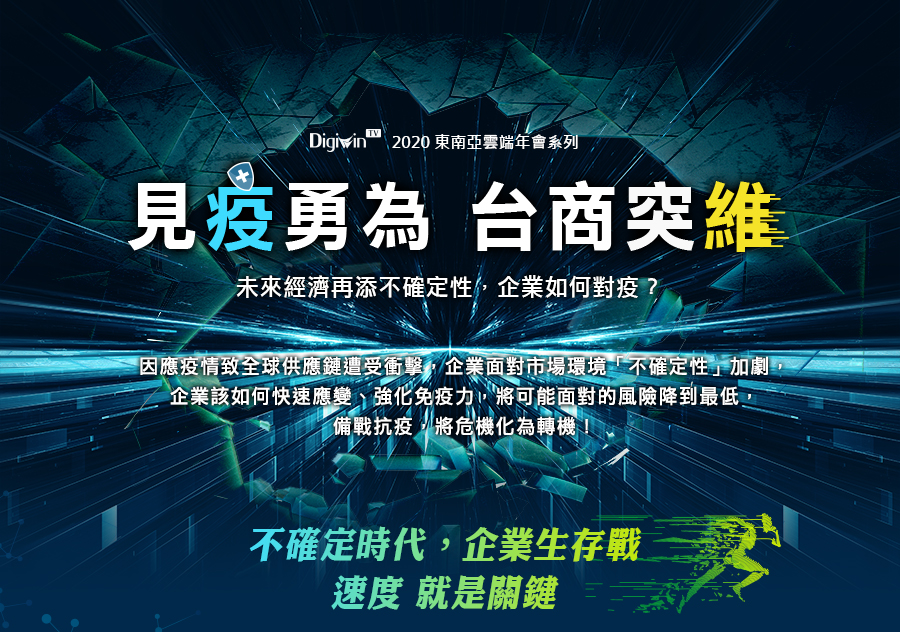 Digiwin TV 2020 東南亞雲端年會系列
見疫勇為 台商突維
未來經濟再添不確定性，企業如何對疫？
因應疫情致全球供應鏈遭受衝擊，企業面對市場環境「不確定性」加劇，
企業該如何快速應變、強化免疫力，將可能面對的風險降到最低，
備戰抗疫，將危機化為轉機！
不確定時代，企業生存戰
速度 就是關鍵